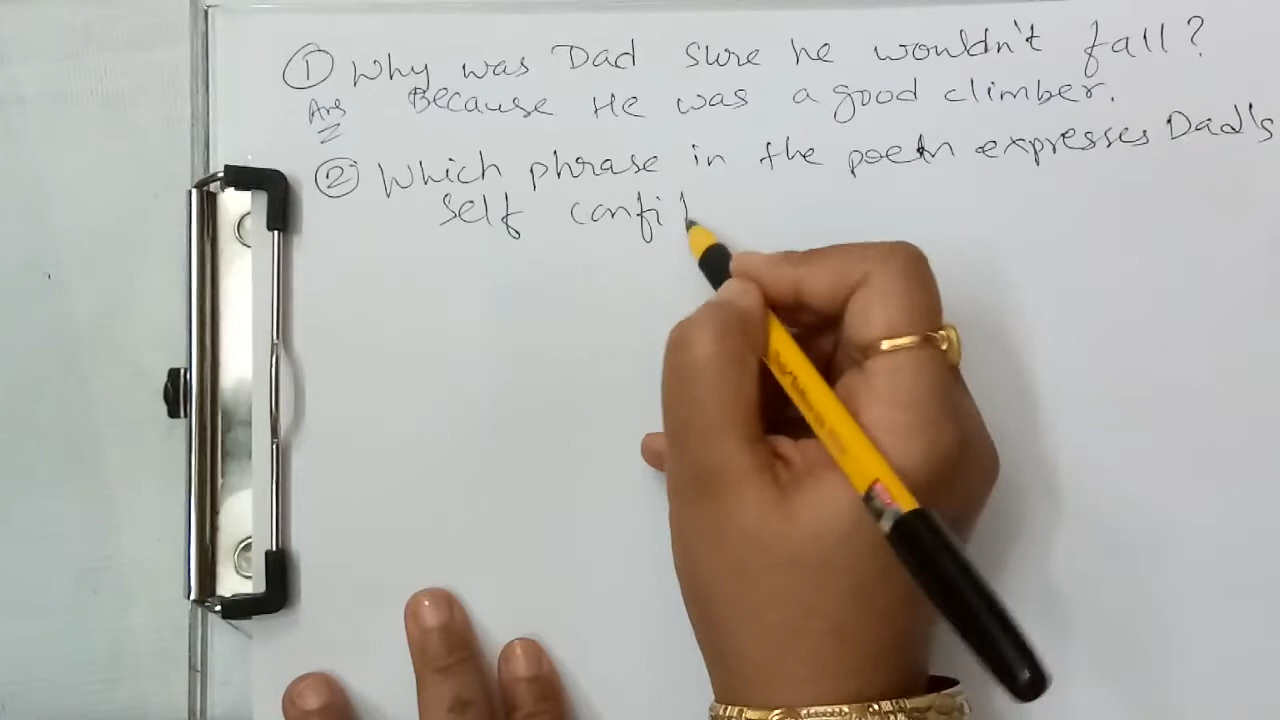 ① Why was Dad sure he wouldn't fall?
Ans Because He was a good climber.
② Which phrase in the poem expresses Dad's
Self confi